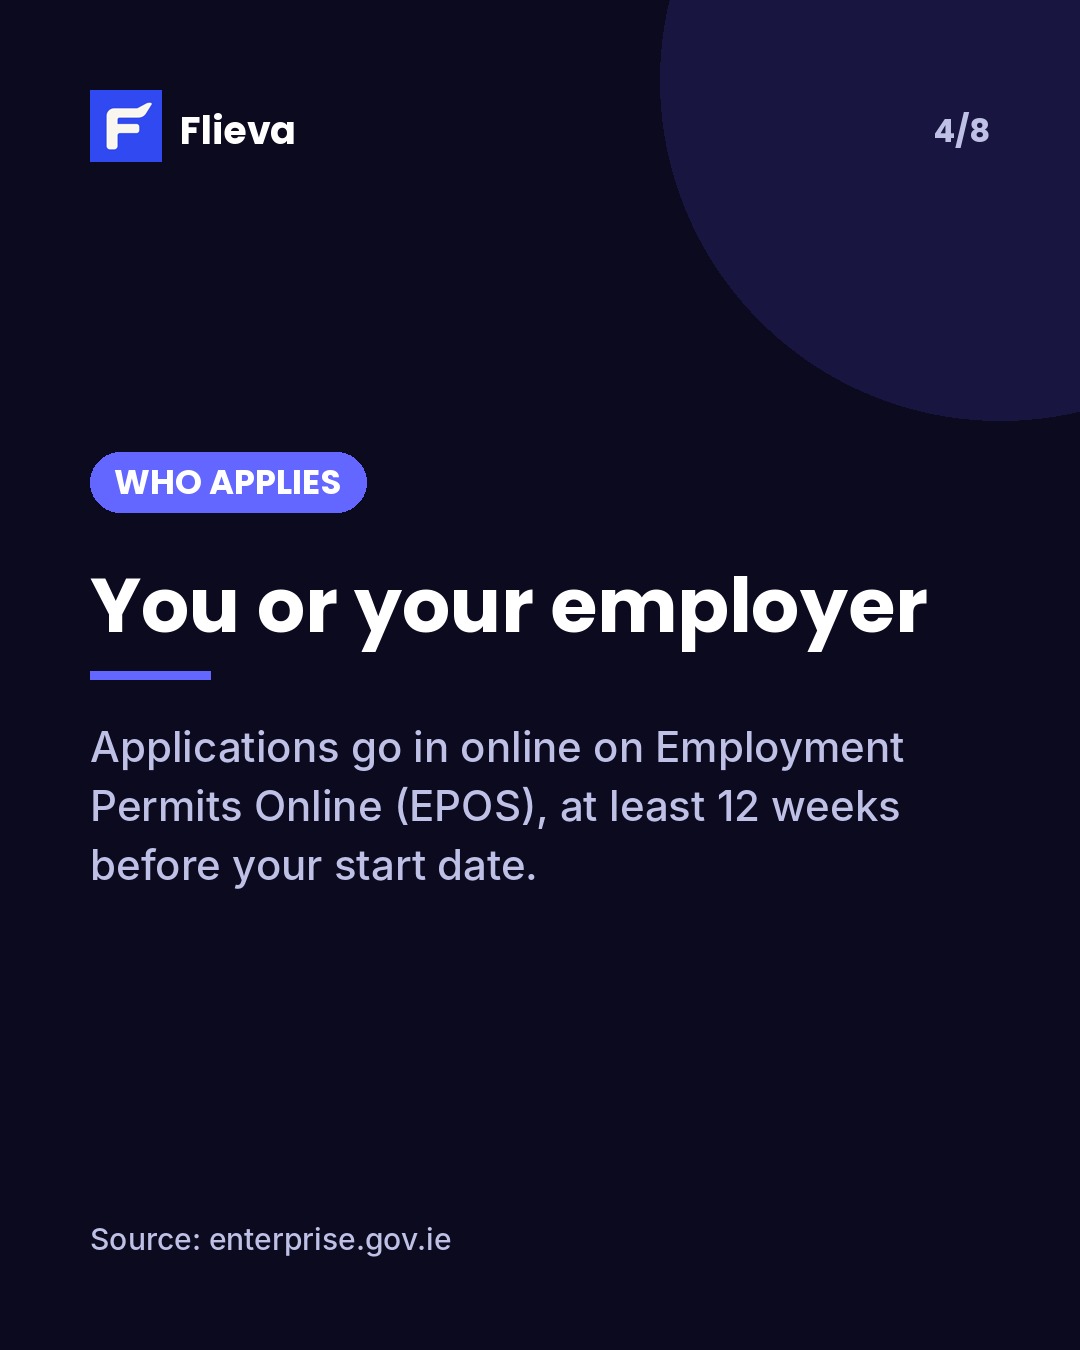 Flieva
4/8
WHO APPLIES
You or your employer
Applications go in online on Employment
Permits Online (EPOS), at least 12 weeks
before your start date.
Source: enterprise.gov.ie